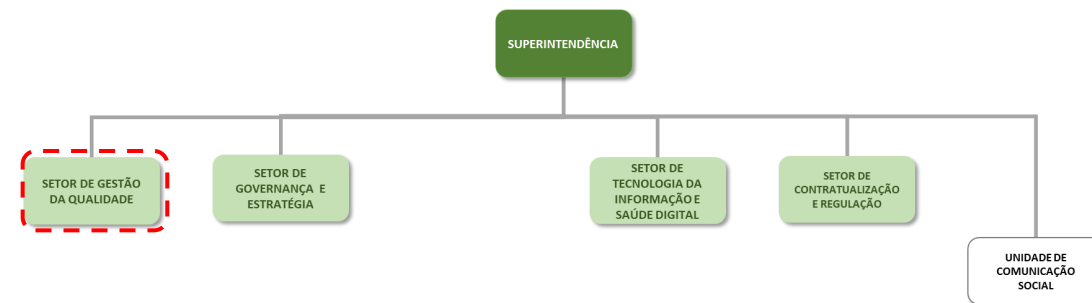 SUPERINTENDÊNCIA
SETOR DE GESTÃO
DA QUALIDADE
SETOR DE
GOVERNANÇA E
ESTRATÉGIA
SETOR DE
TECNOLOGIA DA
INFORMAÇÃO E
SAÚDE DIGITAL
SETOR DE
CONTRATUALIZAÇÃO
E REGULAÇÃO
UNIDADE DE
COMUNICAÇÃO
SOCIAL